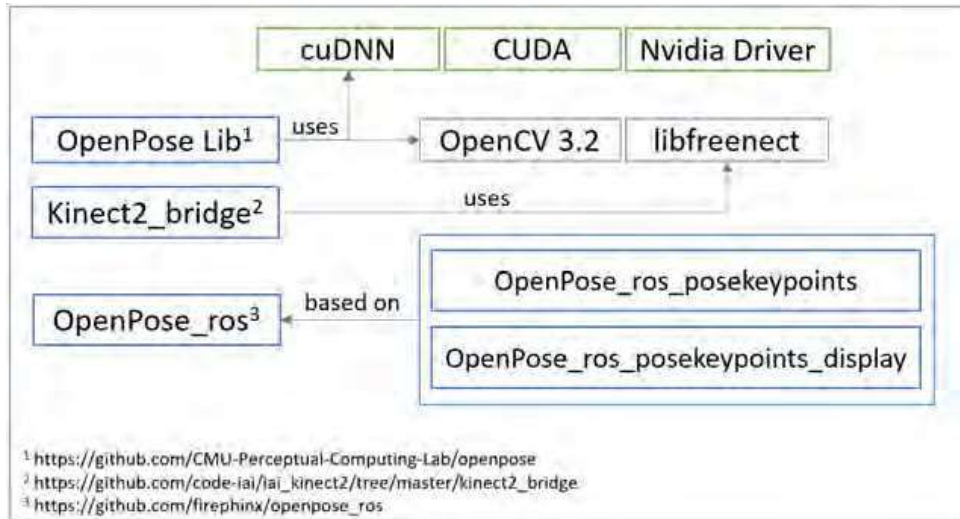 cuDNN CUDA Nvidia Driver
OpenPose Lib¹ uses OpenCV 3.2 libfreenect
Kinect2_bridge² uses
OpenPose_ros_posekeypoints
OpenPose_ros³ based on
OpenPose_ros_posekeypoints_display
¹ https://github.com/CMU-Perceptual-Computing-Lab/openpose
² https://github.com/code-iai/iai_kinect2/tree/master/kinect2_bridge
³ https://github.com/firephinx/openpose_ros